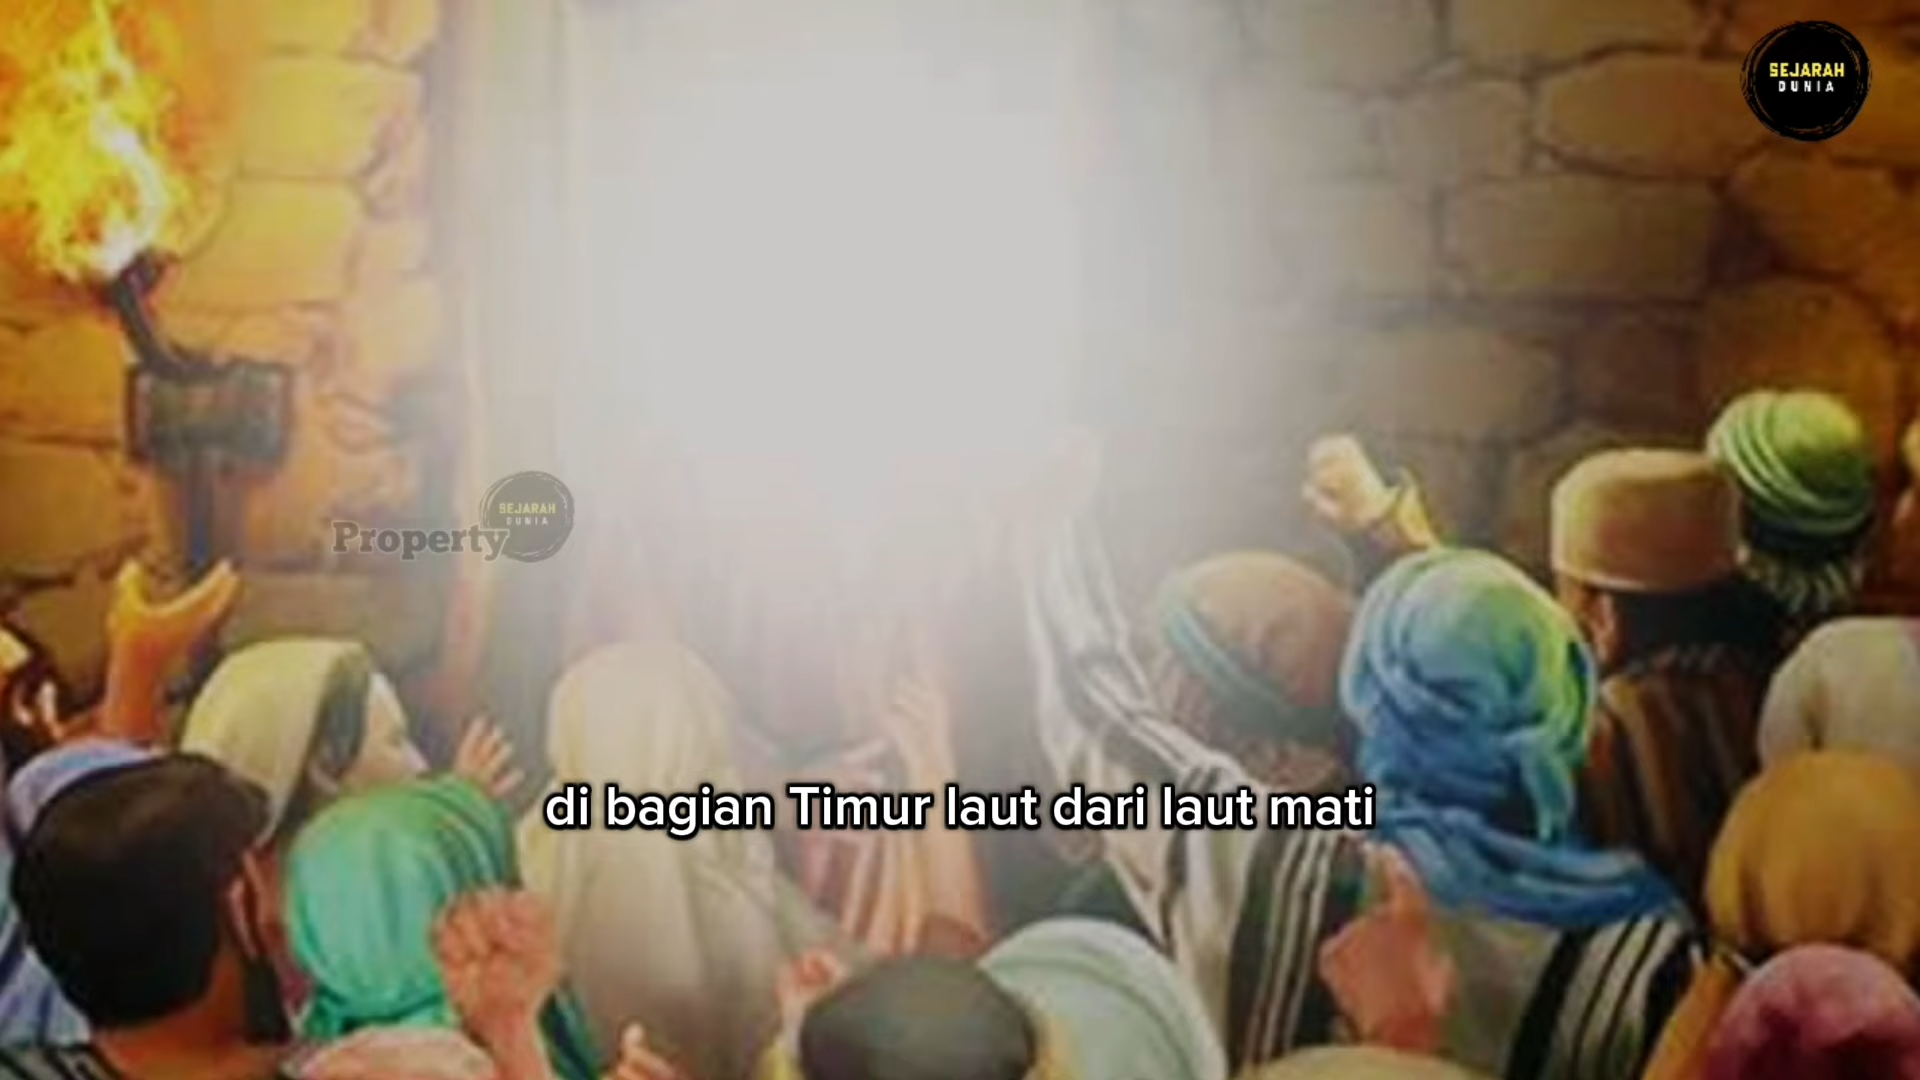 SEJARAH
DUNIA
SEJARAH
DUNIA
Property
di bagian Timur laut dari laut mati